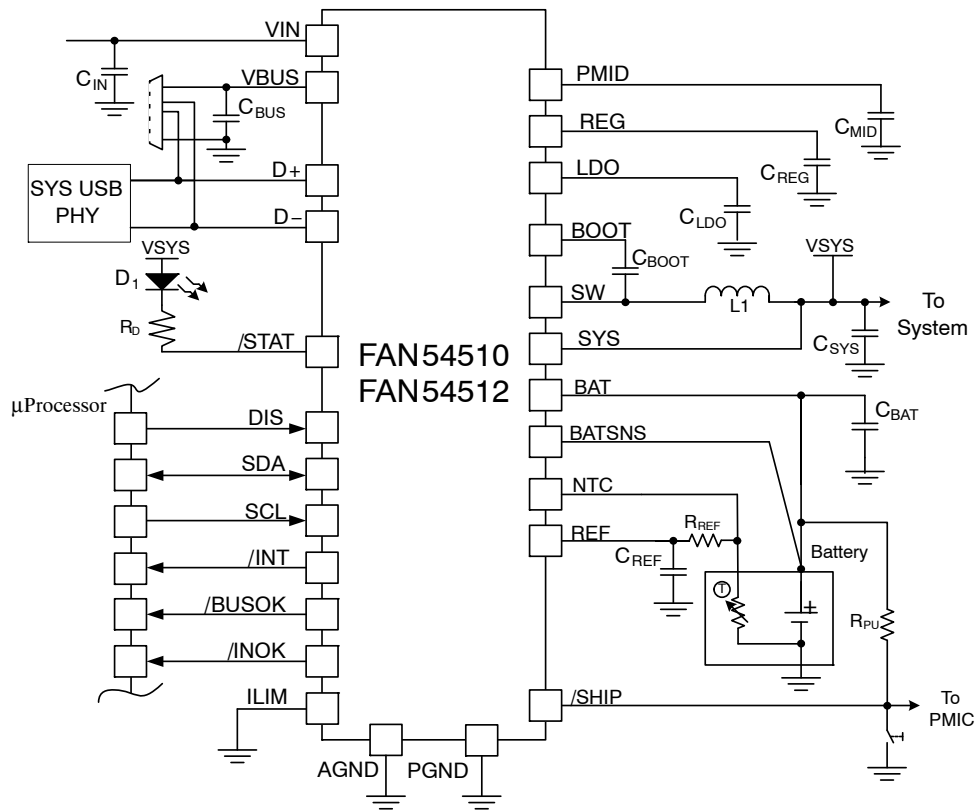 VIN
PMID
C_IN
VBUS
C_BUS
C_MID
REG
C_REG
LDO
C_LDO
SYS USB
PHY
D+
D−
VSYS
D1
R_D
/STAT
BOOT
C_BOOT
VSYS
SW
L1
To
System
SYS
C_SYS
FAN54510
FAN54512
BAT
C_BAT
BATSNS
NTC
REF
R_REF
C_REF
Battery
T
+
R_PU
µProcessor
DIS
SDA
SCL
/INT
/BUSOK
/INOK
ILIM
/SHIP
To
PMIC
AGND
PGND